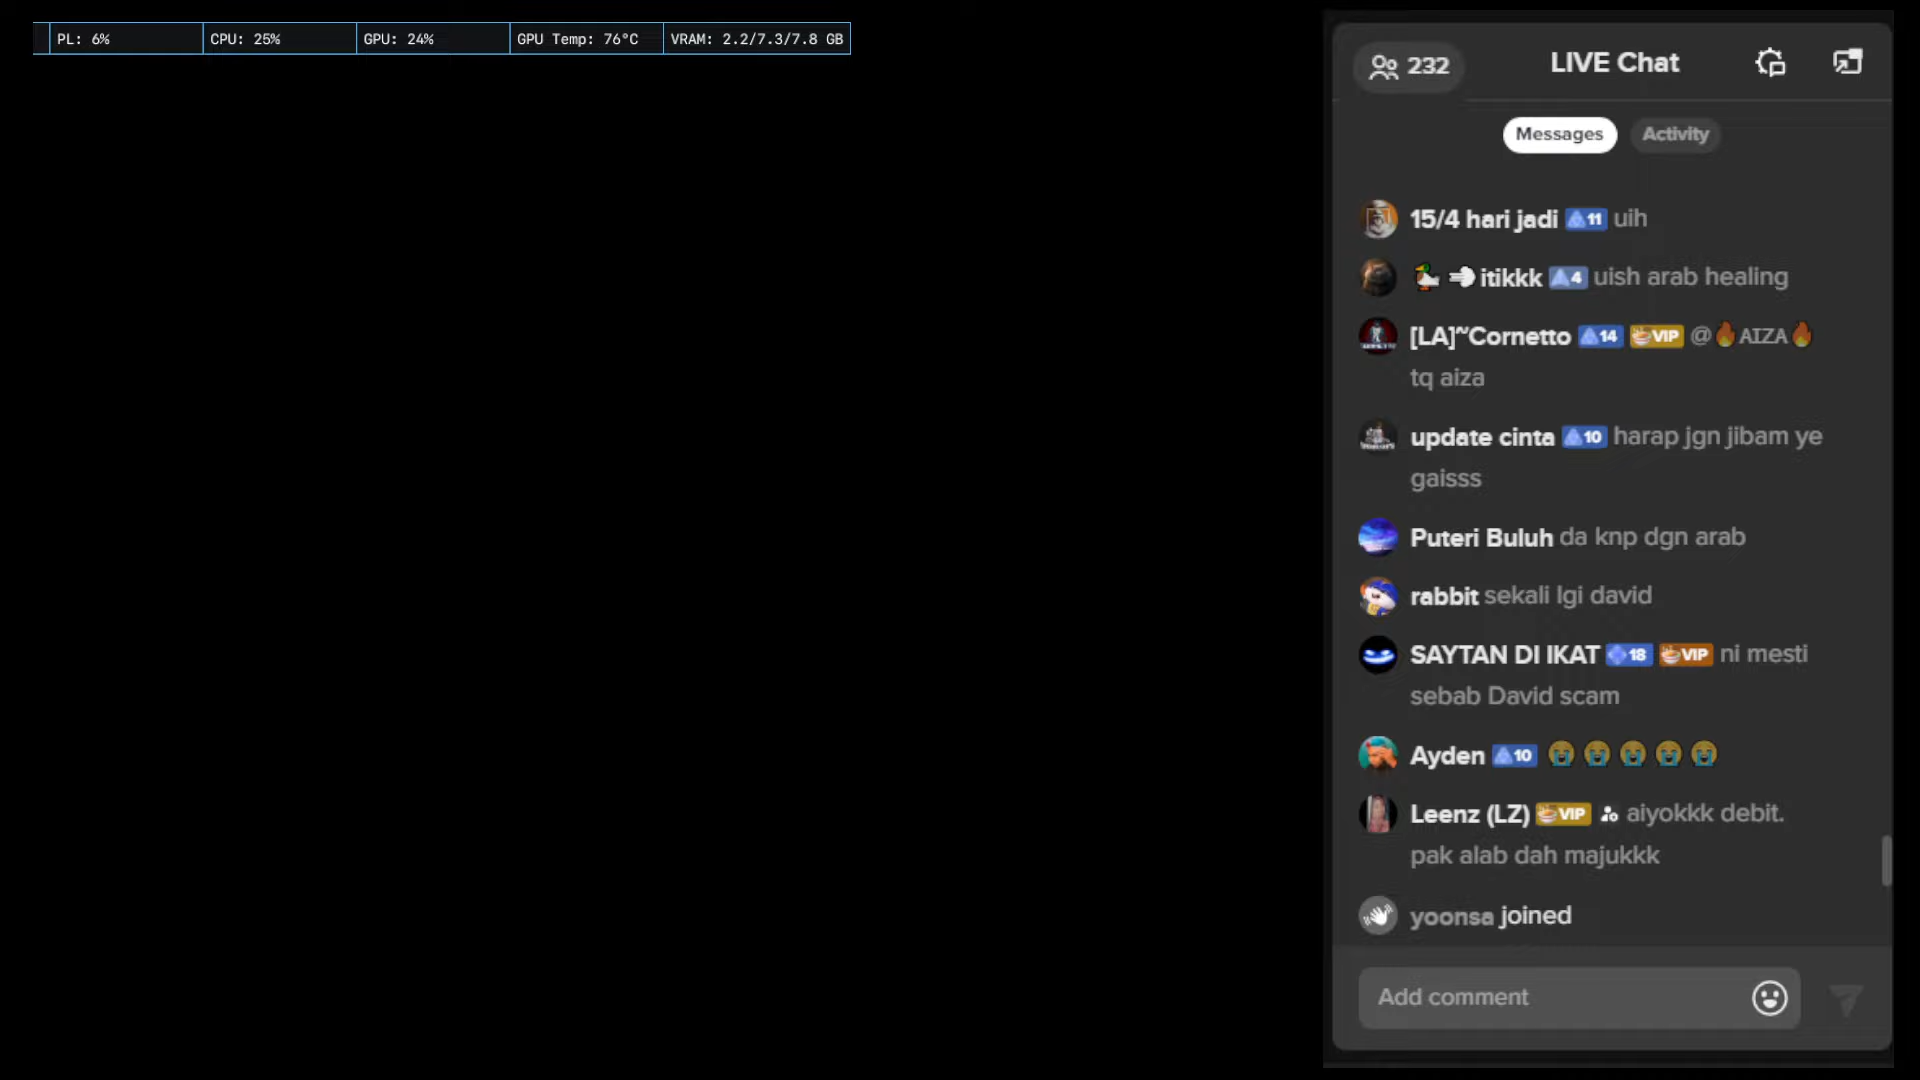 PL: 6% CPU: 25% GPU: 24% GPU Temp: 76°C VRAM: 2.2/7.3/7.8 GB
232 LIVE Chat
Messages Activity
15/4 hari jadi 11 uih
🦆💨itikkk 4 uish arab healing
[LA]~Cornetto 14 VIP @🔥AIZA🔥
tq aiza
update cinta 10 harap jgn jibam ye
gaisss
Puteri Buluh da knp dgn arab
rabbit sekali lgi david
SAYTAN DI IKAT 18 VIP ni mesti
sebab David scam
Ayden 10 😭😭😭😭😭
Leenz (LZ) VIP aiyokkk debit.
pak alab dah majukkk
yoonsa joined
Add comment